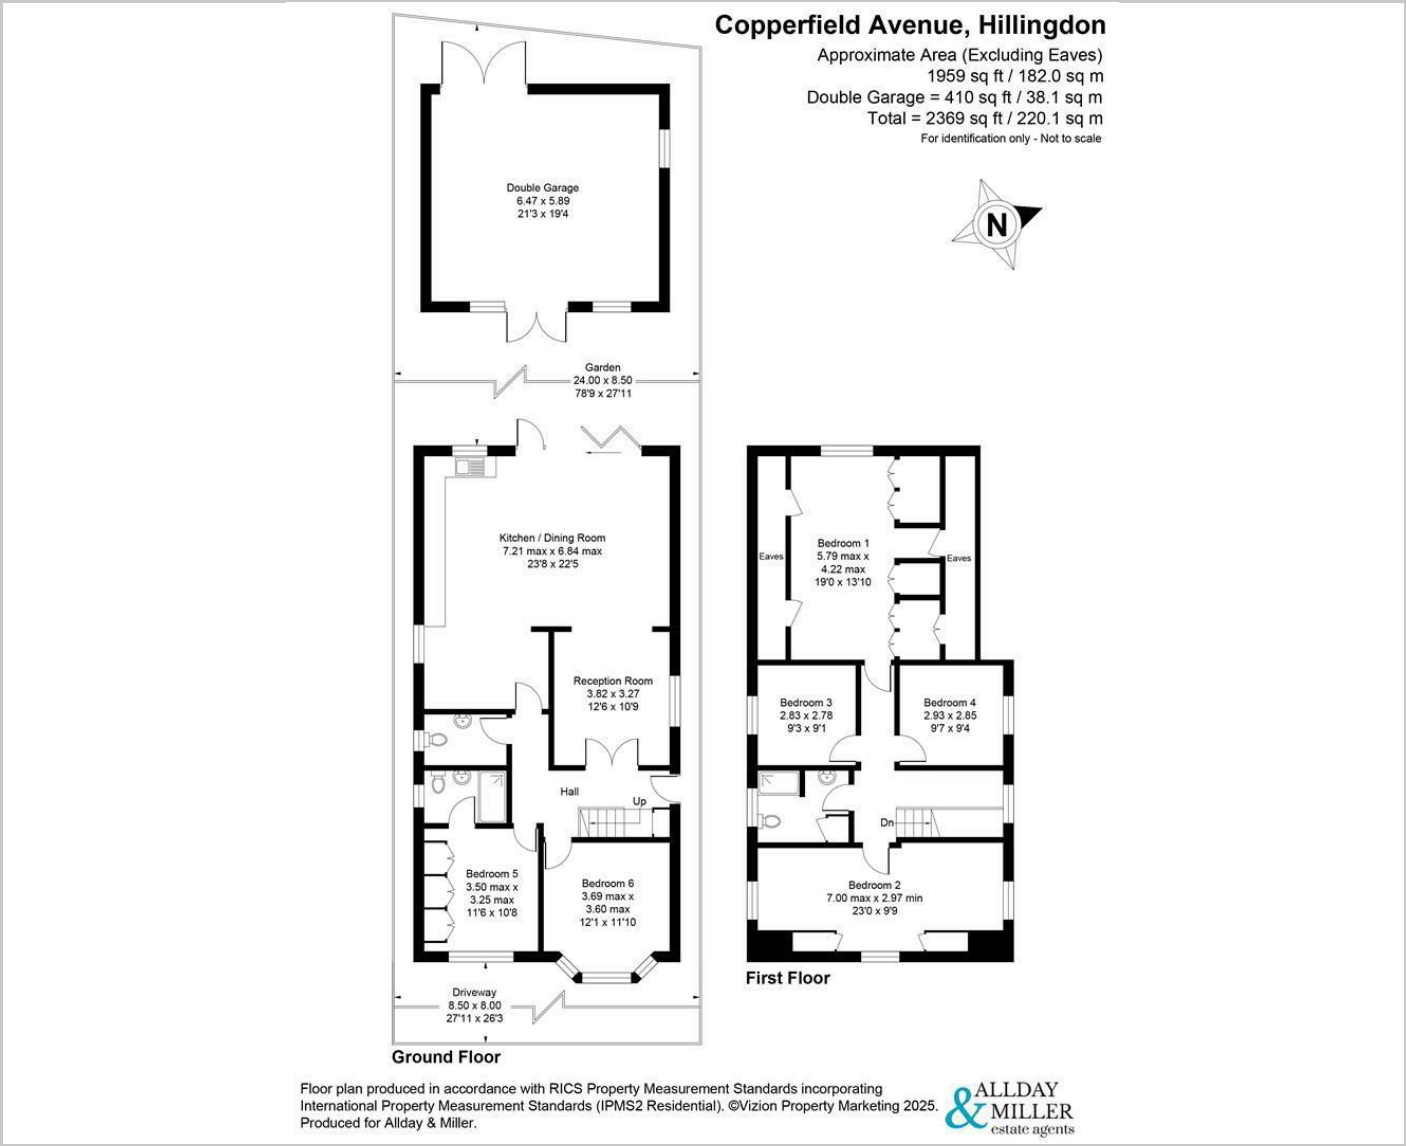 Copperfield Avenue, Hillingdon
Approximate Area (Excluding Eaves)
1959 sq ft / 182.0 sq m
Double Garage = 410 sq ft / 38.1 sq m
Total = 2369 sq ft / 220.1 sq m
For identification only - Not to scale
N
Double Garage
6.47 x 5.89
21'3 x 19'4
Garden
24.00 x 8.50
78'9 x 27'11
Kitchen / Dining Room
7.21 max x 6.84 max
23'8 x 22'5
Reception Room
3.82 x 3.27
12'6 x 10'9
Hall
Up
Bedroom 5
3.50 max x
3.25 max
11'6 x 10'8
Bedroom 6
3.69 max x
3.60 max
12'1 x 11'10
Driveway
8.50 x 8.00
27'11 x 26'3
Ground Floor
Eaves
Bedroom 1
5.79 max x
4.22 max
19'0 x 13'10
Eaves
Bedroom 3
2.83 x 2.78
9'3 x 9'1
Bedroom 4
2.93 x 2.85
9'7 x 9'4
Dn
Bedroom 2
7.00 max x 2.97 min
23'0 x 9'9
First Floor
Floor plan produced in accordance with RICS Property Measurement Standards incorporating
International Property Measurement Standards (IPMS2 Residential). ©Vizion Property Marketing 2025.
Produced for Allday & Miller.
ALLDAY
& MILLER
estate agents